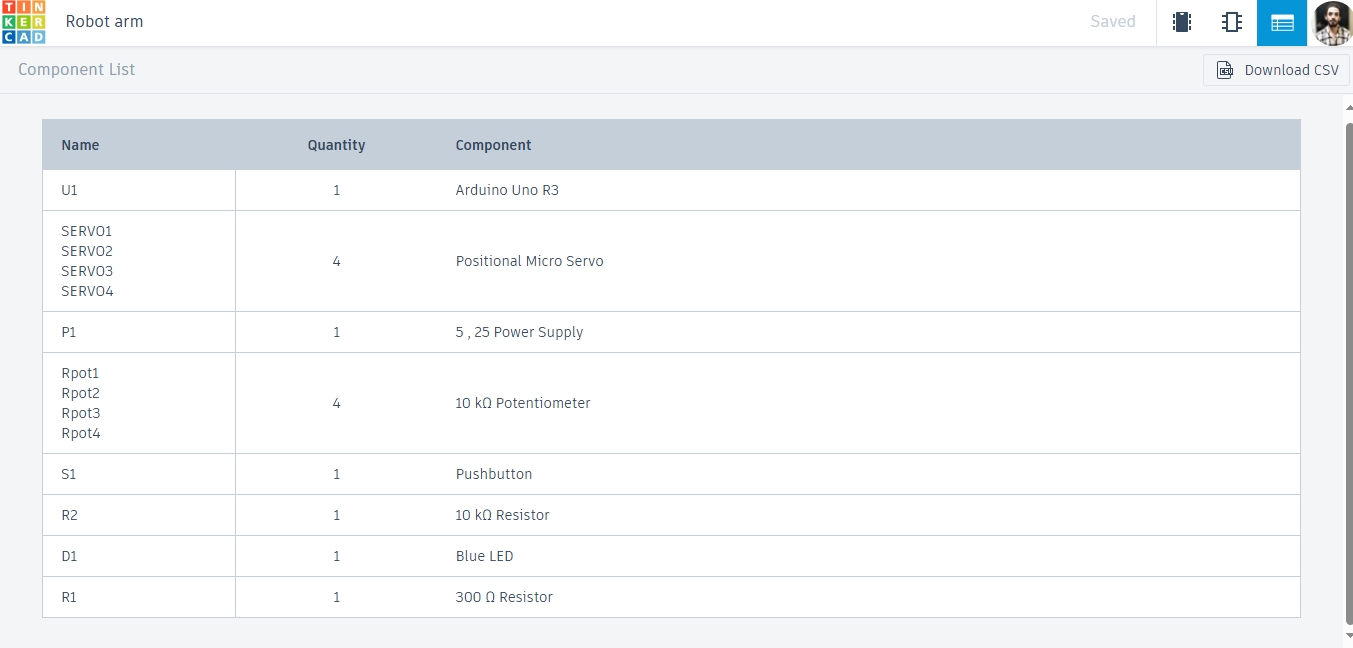 TIN
KER
CAD
Robot arm
Saved
Component List
Download CSV
Name Quantity Component
U1 1 Arduino Uno R3
SERVO1
SERVO2
SERVO3
SERVO4
4 Positional Micro Servo
P1 1 5 , 25 Power Supply
Rpot1
Rpot2
Rpot3
Rpot4
4 10 kΩ Potentiometer
S1 1 Pushbutton
R2 1 10 kΩ Resistor
D1 1 Blue LED
R1 1 300 Ω Resistor